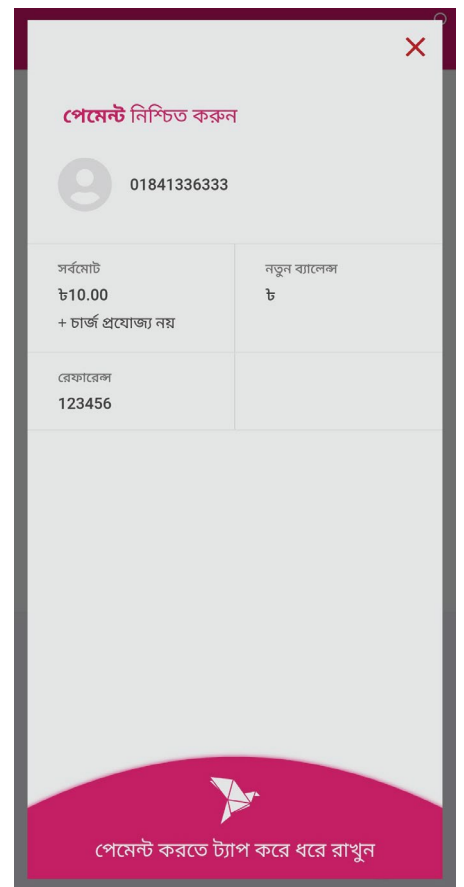 পেমেন্ট নিশ্চিত করুন
01841336333
সর্বমোট
৳10.00
+ চার্জ প্রযোজ্য নয়
নতুন ব্যালেন্স
৳
রেফারেন্স
123456
পেমেন্ট করতে ট্যাপ করে ধরে রাখুন